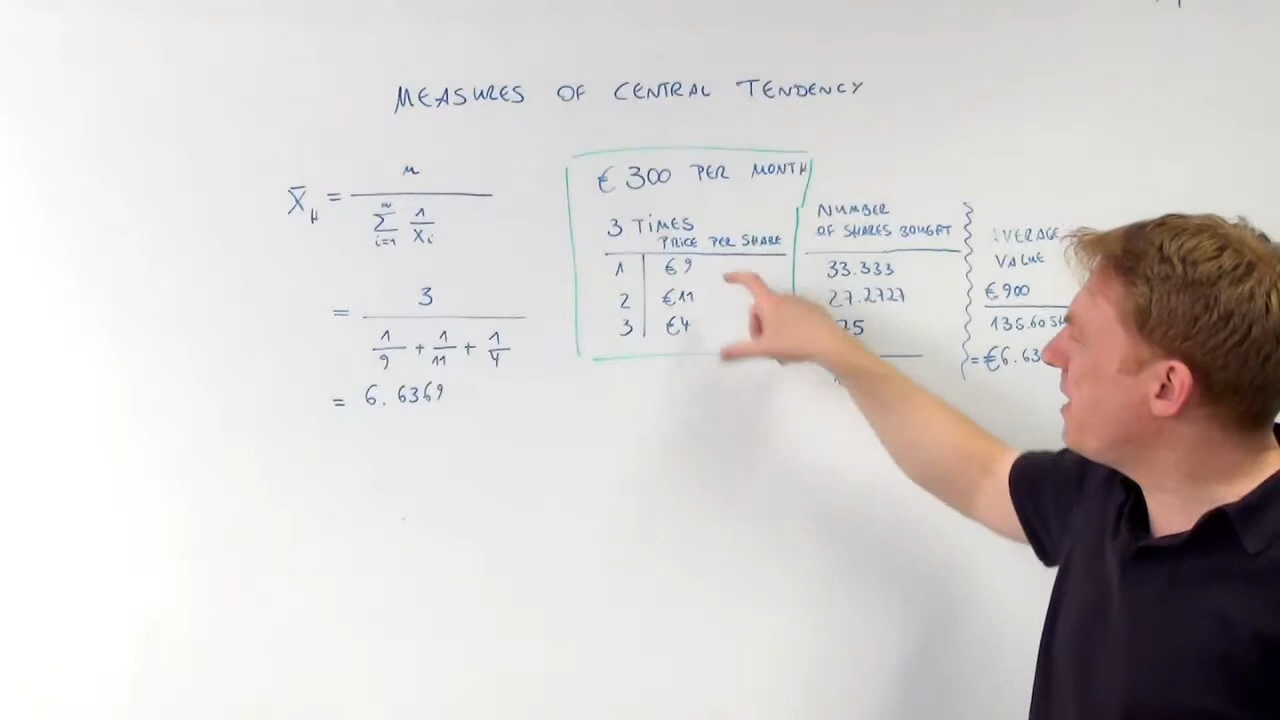 MEASURES OF CENTRAL TENDENCY
X̄H = n / Σ i=1 n 1/Xi
= 3 / 1/9 + 1/11 + 1/4
= 6.6369
€ 300 PER MONTH
3 TIMES
PRICE PER SHARE
1 €9
2 €11
3 €4
NUMBER
OF SHARES BOUGHT
33.333
27.2727
75
AVERAGE
VALUE
€900
135.60
= €6.63